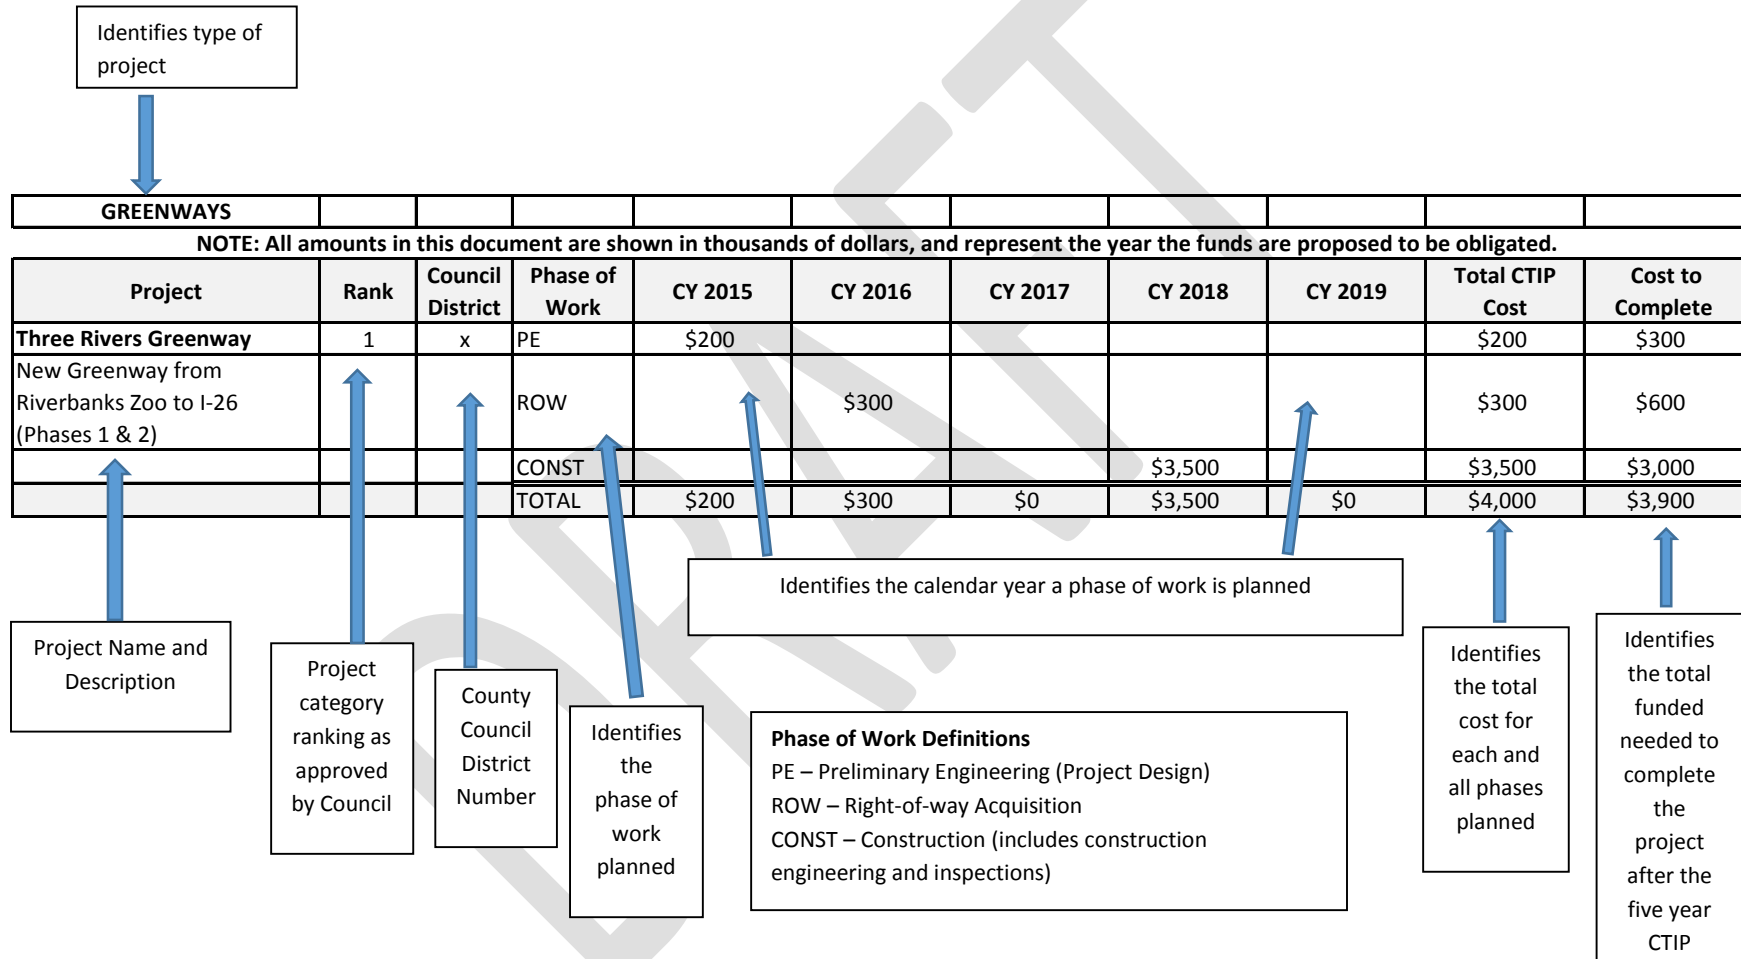 Identifies type of
project
GREENWAYS
NOTE: All amounts in this document are shown in thousands of dollars, and represent the year the funds are proposed to be obligated.
Project Rank Council District Phase of Work CY 2015 CY 2016 CY 2017 CY 2018 CY 2019 Total CTIP Cost Cost to Complete
Three Rivers Greenway 1 x PE $200 $200 $300
New Greenway from
Riverbanks Zoo to I-26
(Phases 1 & 2)
ROW $300 $300 $600
CONST $3,500 $3,500 $3,000
TOTAL $200 $300 $0 $3,500 $0 $4,000 $3,900
Identifies the calendar year a phase of work is planned
Project Name and
Description
Project
category
ranking as
approved
by Council
County
Council
District
Number
Identifies
the
phase of
work
planned
Phase of Work Definitions
PE – Preliminary Engineering (Project Design)
ROW – Right-of-way Acquisition
CONST – Construction (includes construction
engineering and inspections)
Identifies
the total
cost for
each and
all phases
planned
Identifies
the total
funded
needed to
complete
the
project
after the
five year
CTIP
DRAFT